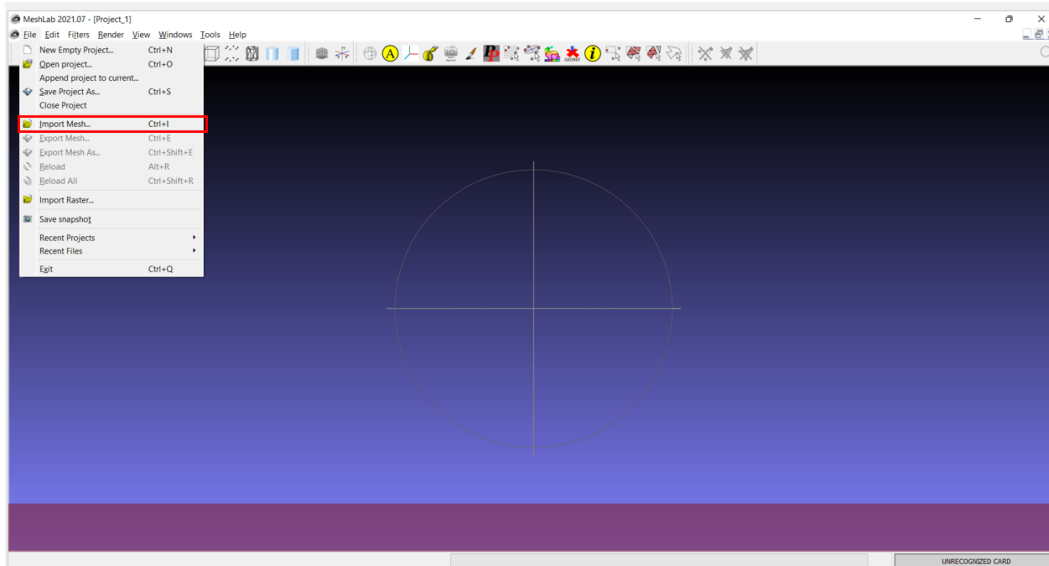 MeshLab 2021.07 - [Project_1]
File Edit Filters Render View Windows Tools Help
New Empty Project... Ctrl+N
Open project... Ctrl+O
Append project to current...
Save Project As... Ctrl+S
Close Project
Import Mesh... Ctrl+I
Export Mesh... Ctrl+E
Export Mesh As... Ctrl+Shift+E
Reload Alt+R
Reload All Ctrl+Shift+R
Import Raster...
Save snapshot
Recent Projects
Recent Files
Exit Ctrl+Q
A
i
UNRECOGNIZED CARD